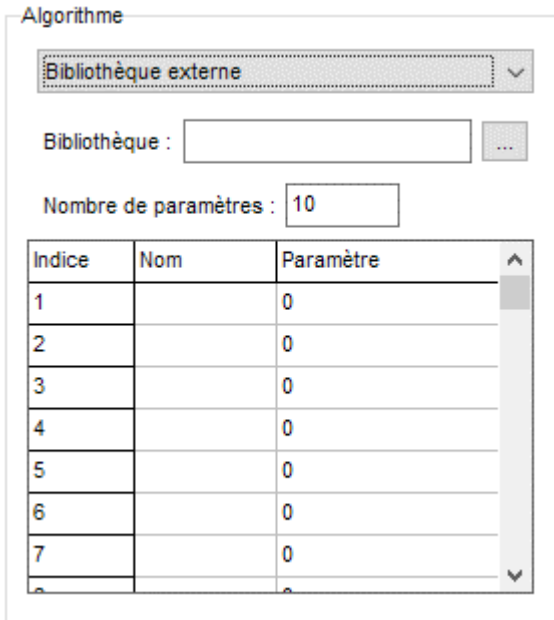 Algorithme
Bibliothèque externe
Bibliothèque : ...
Nombre de paramètres : 10
Indice Nom Paramètre
1 0
2 0
3 0
4 0
5 0
6 0
7 0